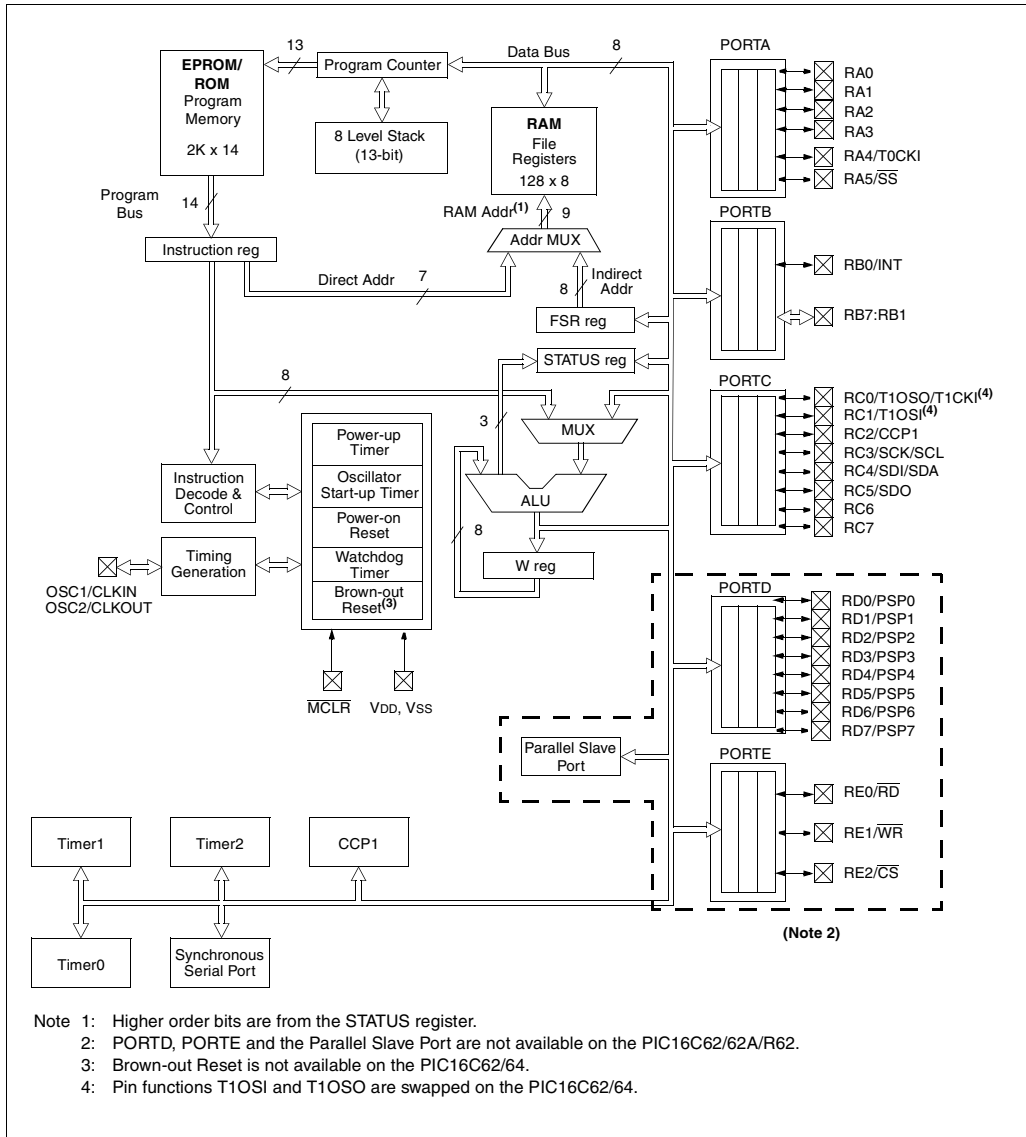 EPROM/
ROM
Program
Memory
2K x 14
13
Program Counter
8 Level Stack
(13-bit)
Data Bus
8
RAM
File
Registers
128 x 8
Program
Bus
14
Instruction reg
RAM Addr(1)
9
Addr MUX
Direct Addr
7
8
Indirect
Addr
FSR reg
STATUS reg
8
3
MUX
ALU
8
W reg
Instruction
Decode &
Control
Timing
Generation
OSC1/CLKIN
OSC2/CLKOUT
Power-up
Timer
Oscillator
Start-up Timer
Power-on
Reset
Watchdog
Timer
Brown-out
Reset(3)
MCLR
VDD, VSS
Parallel Slave
Port
PORTA
RA0
RA1
RA2
RA3
RA4/T0CKI
RA5/SS
PORTB
RB0/INT
RB7:RB1
PORTC
RC0/T1OSO/T1CKI(4)
RC1/T1OSI(4)
RC2/CCP1
RC3/SCK/SCL
RC4/SDI/SDA
RC5/SDO
RC6
RC7
PORTD
RD0/PSP0
RD1/PSP1
RD2/PSP2
RD3/PSP3
RD4/PSP4
RD5/PSP5
RD6/PSP6
RD7/PSP7
PORTE
RE0/RD
RE1/WR
RE2/CS
(Note 2)
Timer1
Timer2
CCP1
Timer0
Synchronous
Serial Port
Note 1: Higher order bits are from the STATUS register.
2: PORTD, PORTE and the Parallel Slave Port are not available on the PIC16C62/62A/R62.
3: Brown-out Reset is not available on the PIC16C62/64.
4: Pin functions T1OSI and T1OSO are swapped on the PIC16C62/64.